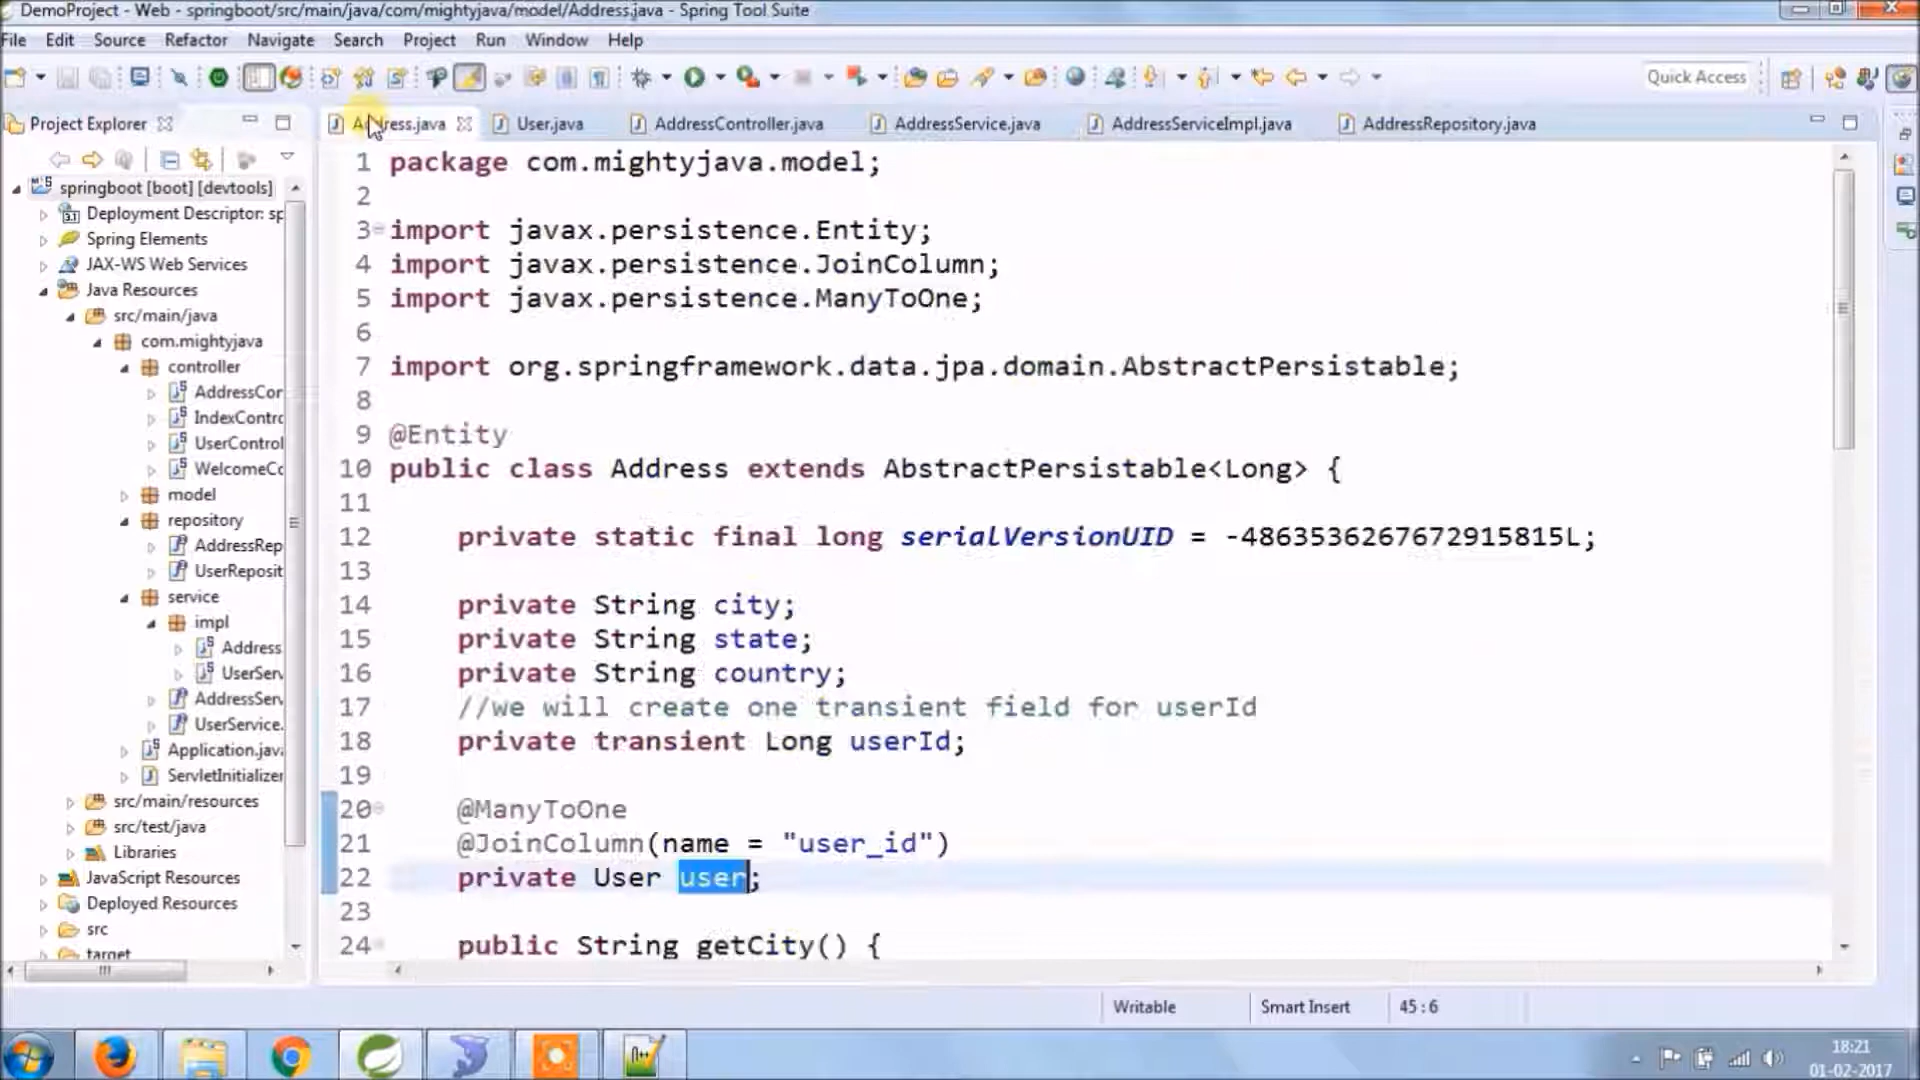 DemoProject - Web - springboot/src/main/java/com/mightyjava/model/Address.java - Spring Tool Suite
File Edit Source Refactor Navigate Search Project Run Window Help
Quick Access
Project Explorer
Address.java User.java AddressController.java AddressService.java AddressServiceImpl.java AddressRepository.java
springboot [boot] [devtools]
Deployment Descriptor: sp
Spring Elements
JAX-WS Web Services
Java Resources
src/main/java
com.mightyjava
controller
AddressCor
IndexContro
UserControl
WelcomeCo
model
repository
AddressRep
UserReposit
service
impl
Address
UserServ
AddressServ
UserService.
Application.java
ServletInitializer
src/main/resources
src/test/java
Libraries
JavaScript Resources
Deployed Resources
src
target
1 package com.mightyjava.model;
2
3 import javax.persistence.Entity;
4 import javax.persistence.JoinColumn;
5 import javax.persistence.ManyToOne;
6
7 import org.springframework.data.jpa.domain.AbstractPersistable;
8
9 @Entity
10 public class Address extends AbstractPersistable<Long> {
11
12 private static final long serialVersionUID = -4863536267672915815L;
13
14 private String city;
15 private String state;
16 private String country;
17 //we will create one transient field for userId
18 private transient Long userId;
19
20 @ManyToOne
21 @JoinColumn(name = "user_id")
22 private User user;
23
24 public String getCity() {
Writable Smart Insert 45 : 6
18:21
01-02-2017